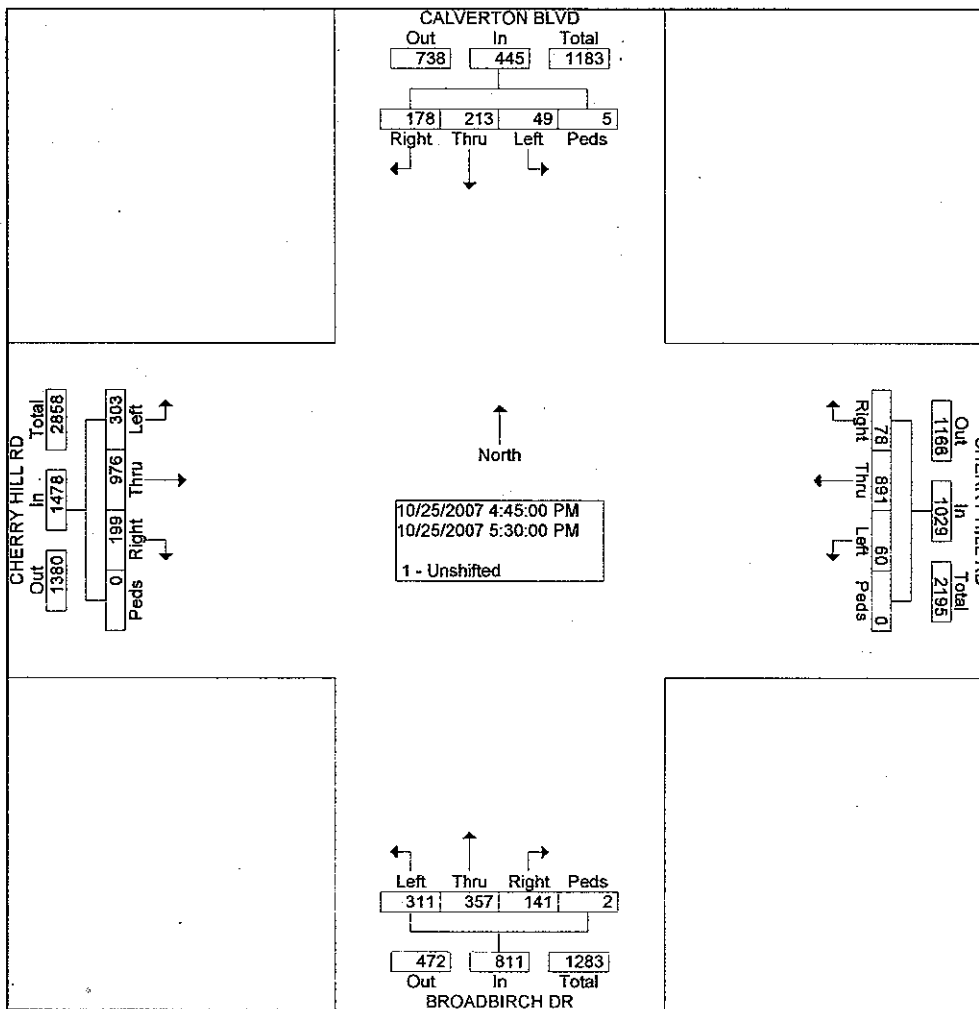 CALVERTON BLVD
Out In Total
738 445 1183
178 213 49 5
Right Thru Left Peds
CHERRY HILL RD
Total In Out
2858 1478 1380
303 976 199 0
Left Thru Right Peds
North
10/25/2007 4:45:00 PM
10/25/2007 5:30:00 PM
1 - Unshifted
Right Thru Left Peds
78 891 60 0
Out In Total
1166 1029 2195
CHERRY HILL RD
Left Thru Right Peds
311 357 141 2
472 811 1283
Out In Total
BROADBIRCH DR